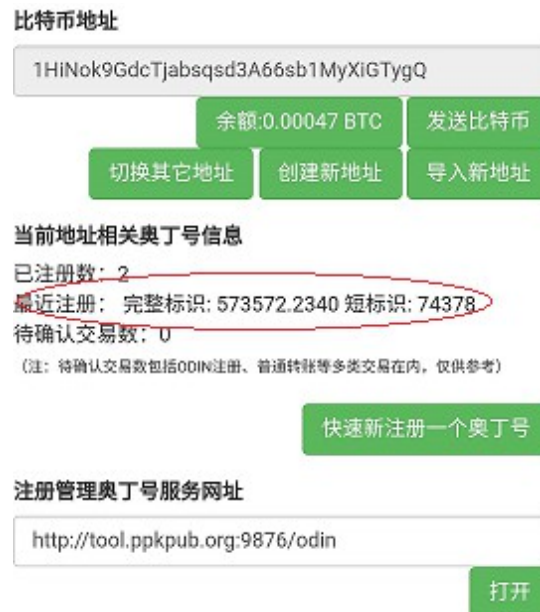 比特币地址
1HiNok9GdcTjabsqsd3A66sb1MyXiGTygQ
余额:0.00047 BTC 发送比特币
切换其它地址 创建新地址 导入新地址
当前地址相关奥丁号信息
已注册数：2
最近注册： 完整标识: 573572.2340 短标识: 74378
待确认交易数：0
（注：待确认交易数包括ODIN注册、普通转账等多类交易在内，仅供参考）
快速新注册一个奥丁号
注册管理奥丁号服务网址
http://tool.ppkpub.org:9876/odin
打开